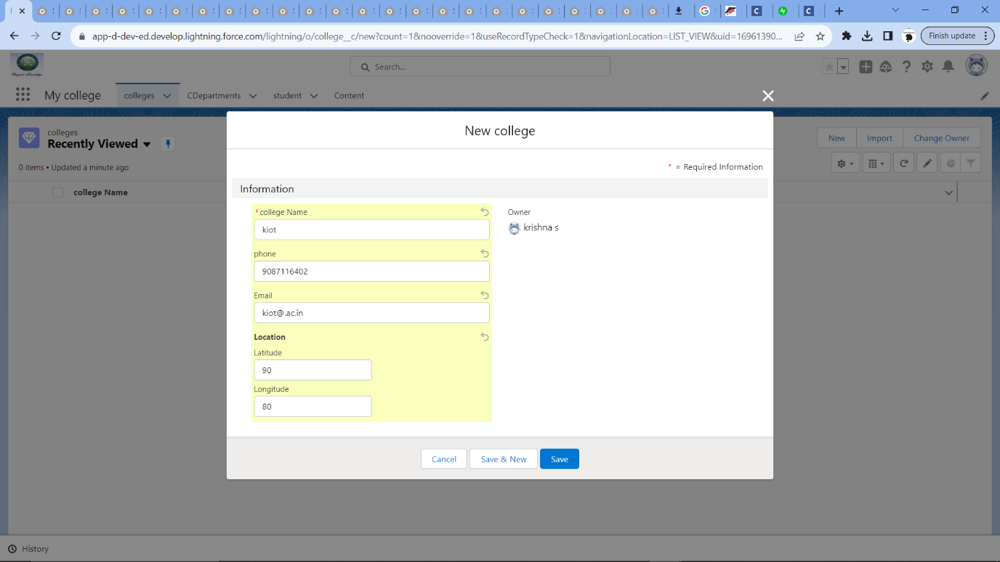 app-d-dev-ed.develop.lightning.force.com/lightning/o/college__c/new?count=1&nooverride=1&useRecordTypeCheck=1&navigationLocation=LIST_VIEW&uid=16961390...
Finish update
Search...
My college
colleges
CDepartments
student
Content
colleges
Recently Viewed
0 items • Updated a minute ago
New
Import
Change Owner
college Name
New college
* = Required Information
Information
* college Name
kiot
Owner
krishna s
phone
9087116402
Email
kiot@.ac.in
Location
Latitude
90
Longitude
80
Cancel
Save & New
Save
History